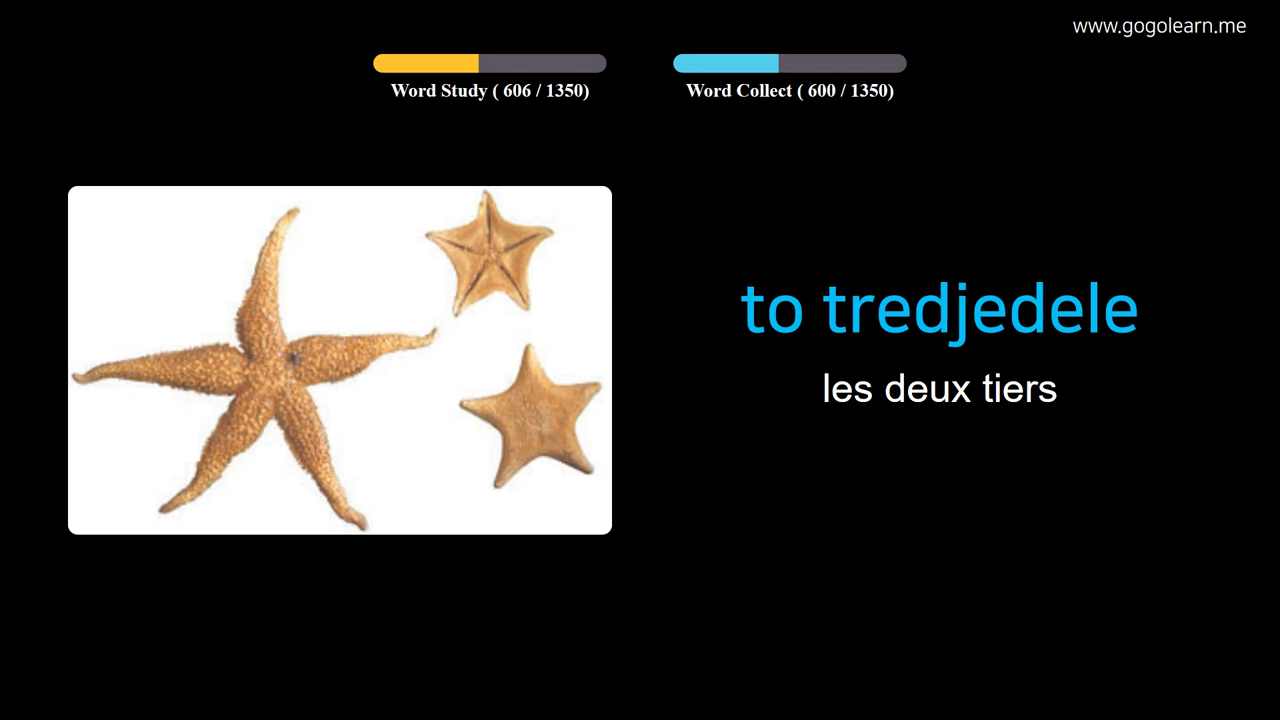 www.gogolearn.me
Word Study ( 606 / 1350)
Word Collect ( 600 / 1350)
to tredjedele
les deux tiers